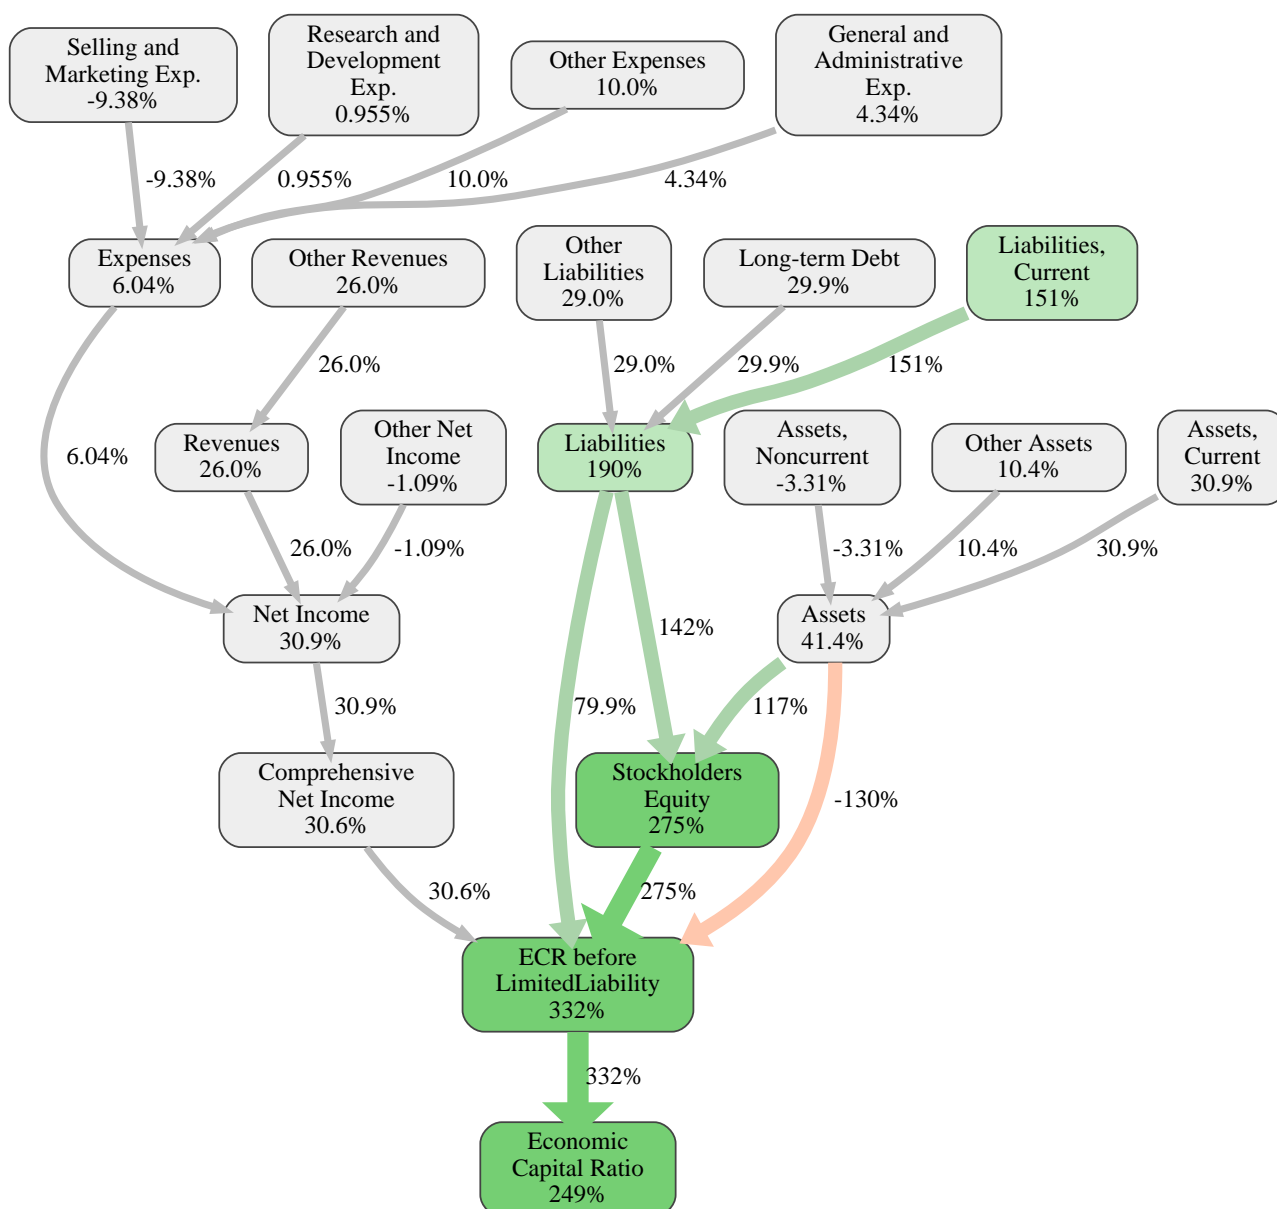 Selling and
Marketing Exp.
-9.38%
Research and
Development
Exp.
0.955%
Other Expenses
10.0%
General and
Administrative
Exp.
4.34%
-9.38%
0.955%
10.0%
4.34%
Expenses
6.04%
Other Revenues
26.0%
Other
Liabilities
29.0%
Long-term Debt
29.9%
Liabilities,
Current
151%
26.0%
29.0%
29.9%
151%
6.04%
Revenues
26.0%
Other Net
Income
-1.09%
Liabilities
190%
Assets,
Noncurrent
-3.31%
Other Assets
10.4%
Assets,
Current
30.9%
26.0%
-1.09%
-3.31%
10.4%
30.9%
Net Income
30.9%
142%
Assets
41.4%
30.9%
79.9%
117%
Comprehensive
Net Income
30.6%
Stockholders
Equity
275%
-130%
30.6%
275%
ECR before
LimitedLiability
332%
332%
Economic
Capital Ratio
249%